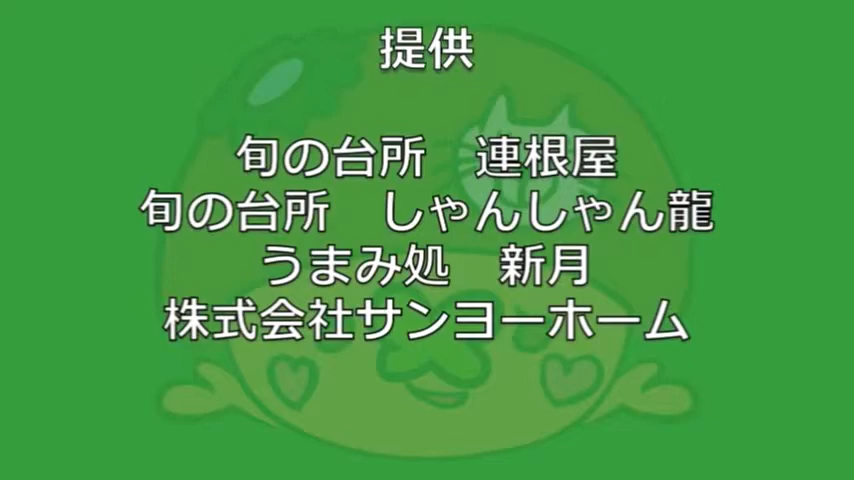 提供
旬の台所　連根屋
旬の台所　しゃんしゃん龍
うまみ処　新月
株式会社サンヨーホーム